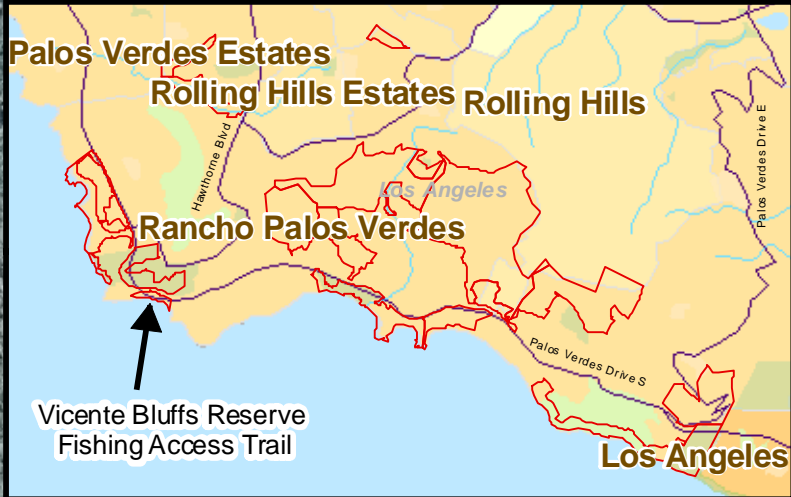 Palos Verdes Estates
Rolling Hills Estates
Rolling Hills
Palos Verdes Drive E
Hawthorne Blvd
Los Angeles
Rancho Palos Verdes
Palos Verdes Drive S
Vicente Bluffs Reserve
Fishing Access Trail
Los Angeles